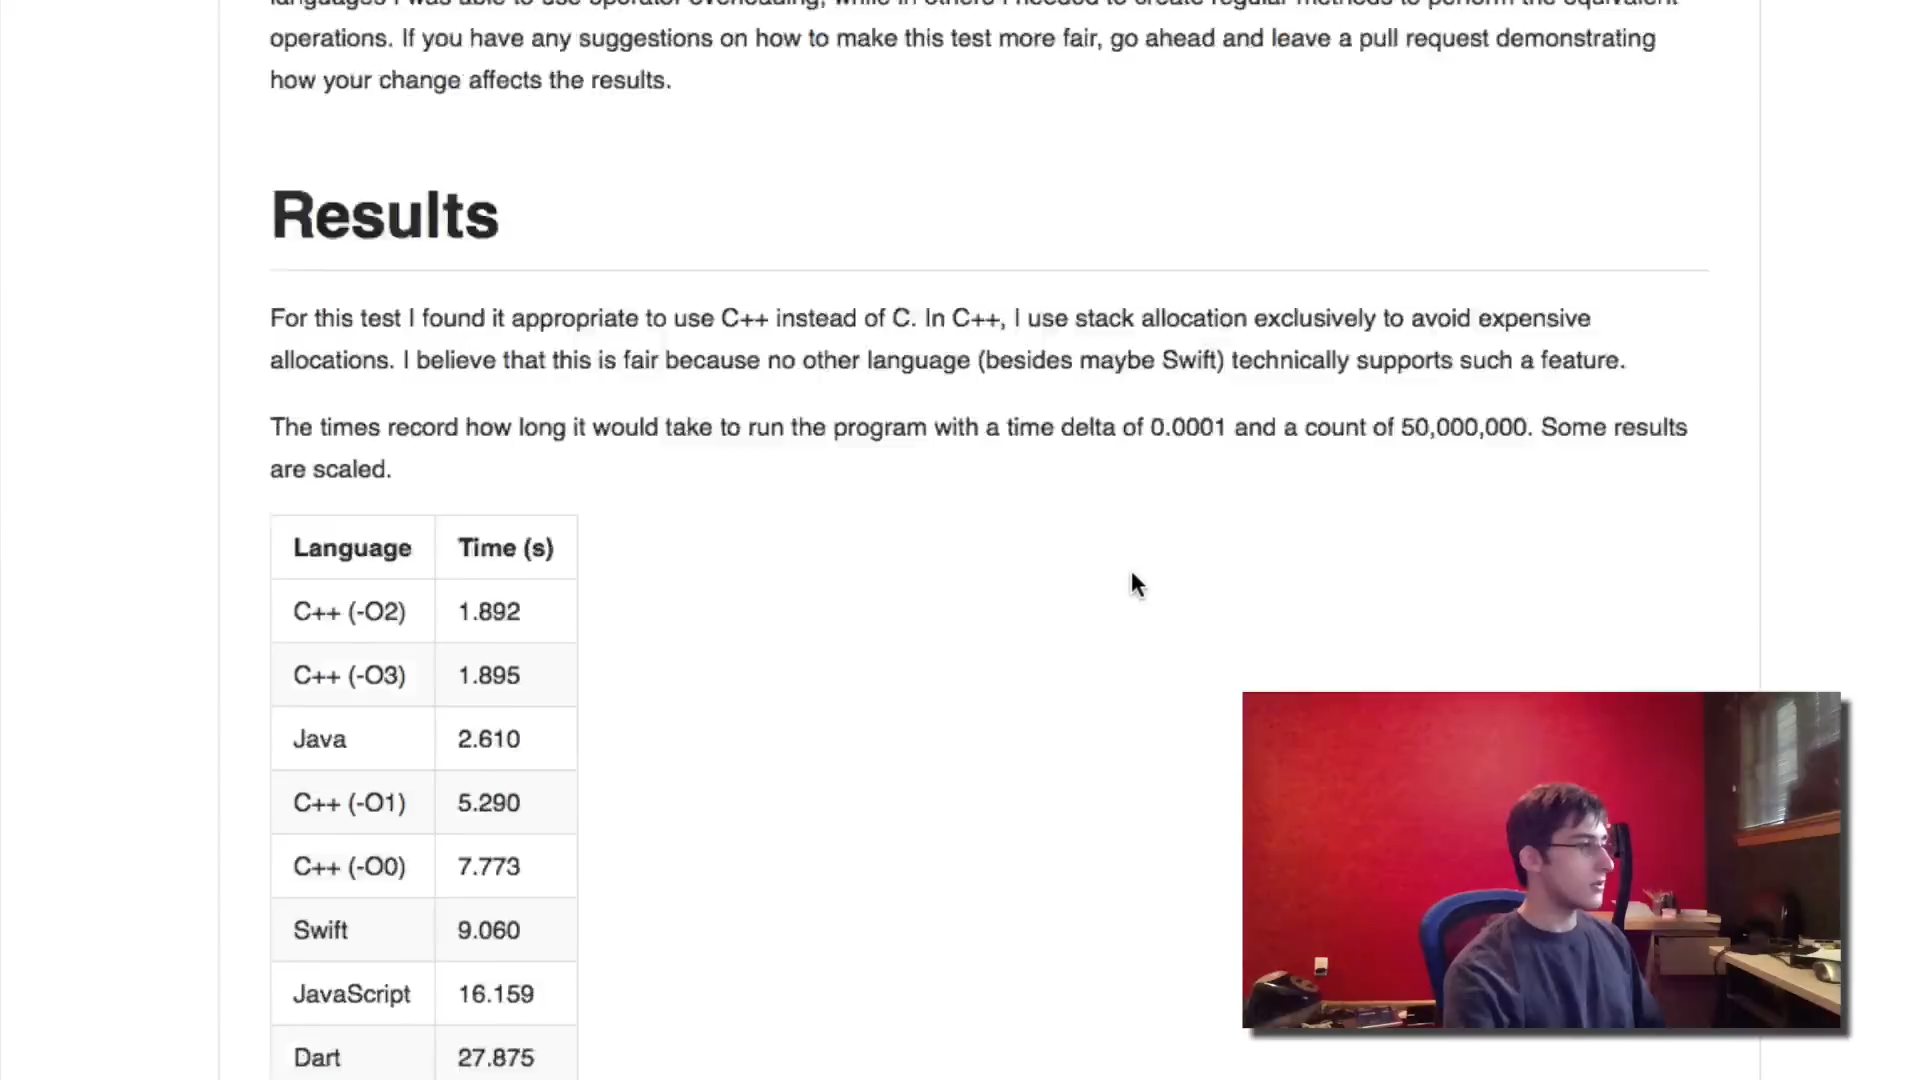 languages I was able to use operator overloading, while in others I needed to create regular methods to perform the equivalent
operations. If you have any suggestions on how to make this test more fair, go ahead and leave a pull request demonstrating
how your change affects the results.
Results
For this test I found it appropriate to use C++ instead of C. In C++, I use stack allocation exclusively to avoid expensive
allocations. I believe that this is fair because no other language (besides maybe Swift) technically supports such a feature.
The times record how long it would take to run the program with a time delta of 0.0001 and a count of 50,000,000. Some results
are scaled.
Language Time (s)
C++ (-O2) 1.892
C++ (-O3) 1.895
Java 2.610
C++ (-O1) 5.290
C++ (-O0) 7.773
Swift 9.060
JavaScript 16.159
Dart 27.875